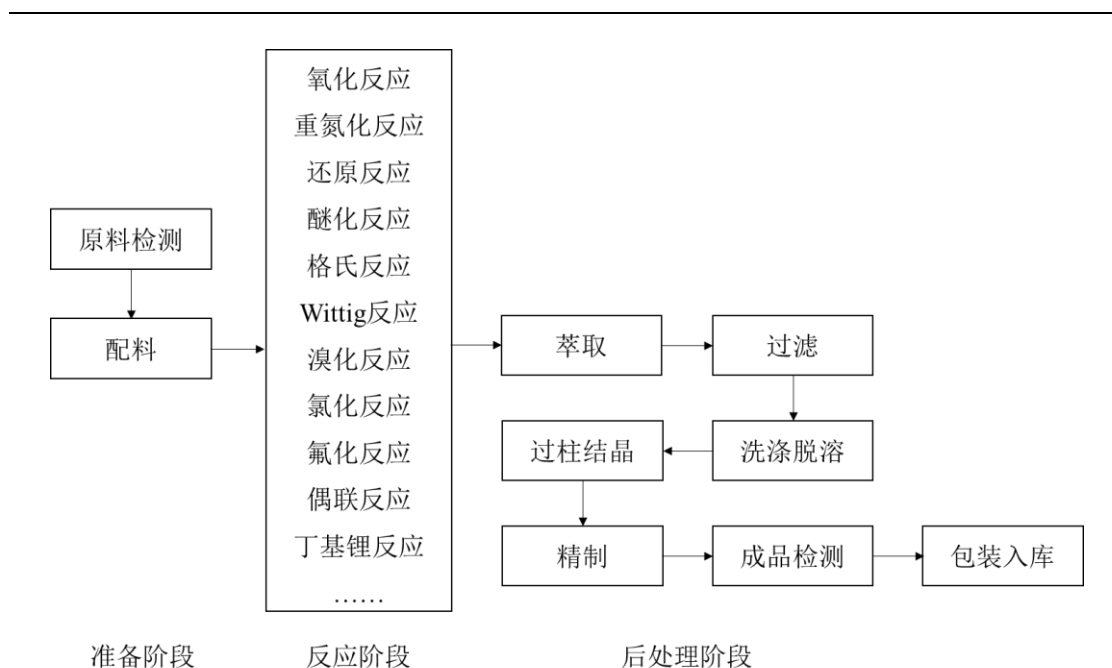 原料检测
配料
氧化反应
重氮化反应
还原反应
醚化反应
格氏反应
Wittig反应
溴化反应
氯化反应
氟化反应
偶联反应
丁基锂反应
……
萃取
过滤
洗涤脱溶
过柱结晶
精制
成品检测
包装入库
准备阶段
反应阶段
后处理阶段